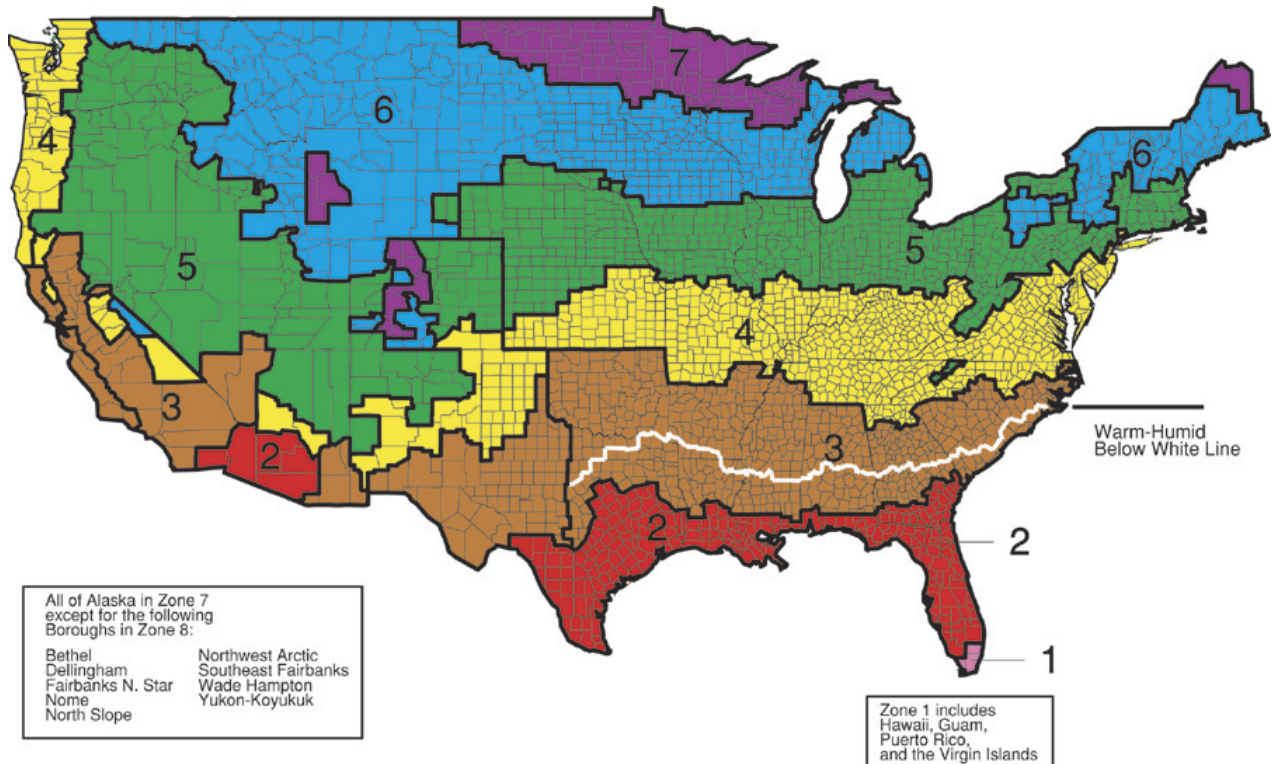 7
6
4
6
5
5
4
3
3
Warm-Humid
Below White Line
2
2
2
1
All of Alaska in Zone 7
except for the following
Boroughs in Zone 8:
Bethel Northwest Arctic
Dellingham Southeast Fairbanks
Fairbanks N. Star Wade Hampton
Nome Yukon-Koyukuk
North Slope
Zone 1 includes
Hawaii, Guam,
Puerto Rico,
and the Virgin Islands